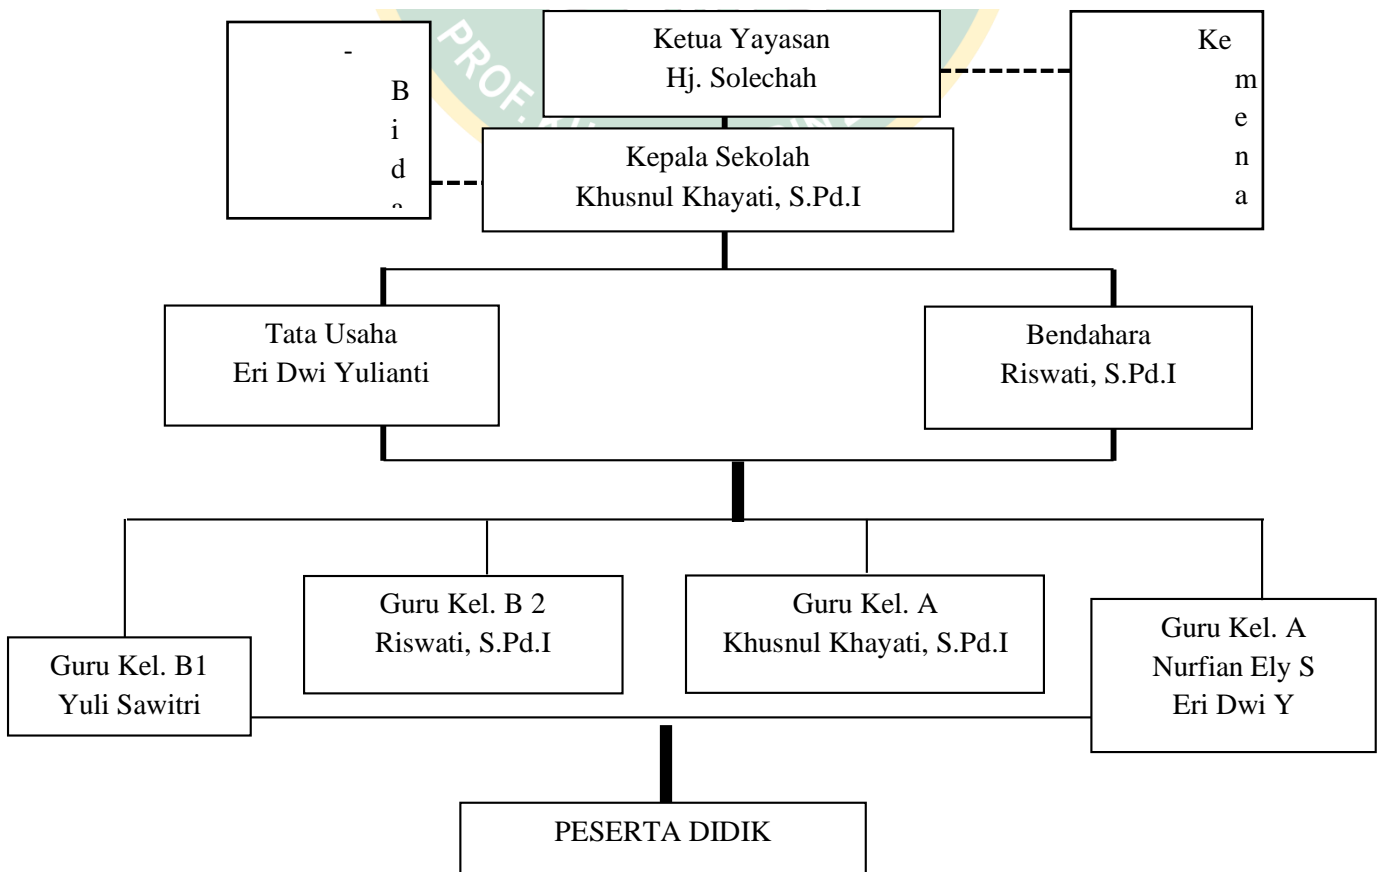 Ketua Yayasan
Hj. Solechah
-
B
i
d
Ke
m
e
n
a
PROF. K
Kepala Sekolah
Khusnul Khayati, S.Pd.I
Tata Usaha
Eri Dwi Yulianti
Bendahara
Riswati, S.Pd.I
Guru Kel. B1
Yuli Sawitri
Guru Kel. B 2
Riswati, S.Pd.I
Guru Kel. A
Khusnul Khayati, S.Pd.I
Guru Kel. A
Nurfian Ely S
Eri Dwi Y
PESERTA DIDIK